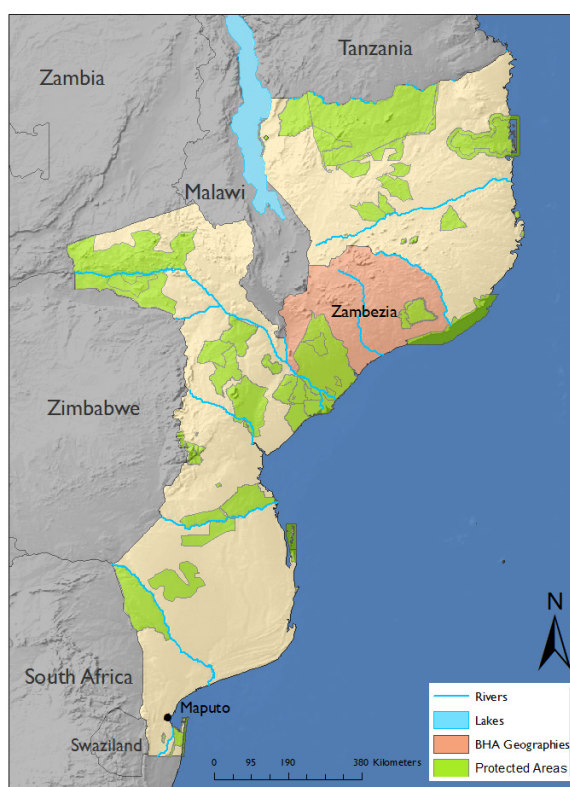 Tanzania
Zambia
Malawi
Zambezia
Zimbabwe
N
South Africa
Maputo
Swaziland
Rivers
Lakes
BHA Geographies
Protected Areas
0 95 190 380 Kilometers